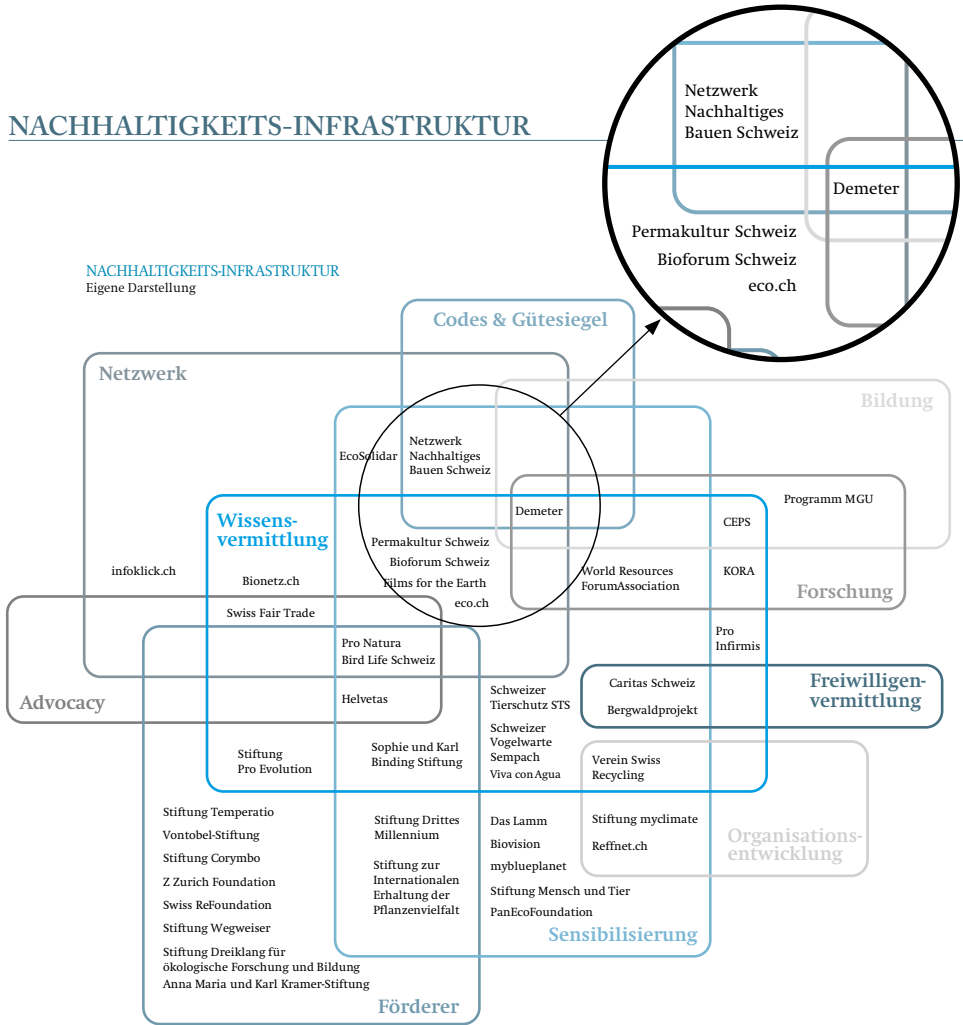 NACHHALTIGKEITS-INFRASTRUKTUR
Netzwerk
Nachhaltiges
Bauen Schweiz
Demeter
Permakultur Schweiz
Bioforum Schweiz
eco.ch
NACHHALTIGKEITS-INFRASTRUKTUR
Eigene Darstellung
Codes & Gütesiegel
Netzwerk
Bildung
EcoSolidar
Netzwerk
Nachhaltiges
Bauen Schweiz
Programm MGU
Wissens-
vermittlung
Demeter
CEPS
Permakultur Schweiz
Bioforum Schweiz
Films for the Earth
eco.ch
infoklick.ch
Bionetz.ch
World Resources
ForumAssociation
KORA
Forschung
Swiss Fair Trade
Pro Natura
Bird Life Schweiz
Pro
Infirmis
Advocacy
Helvetas
Schweizer
Tierschutz STS
Caritas Schweiz
Bergwaldprojekt
Freiwilligen-
vermittlung
Schweizer
Vogelwarte
Sempach
Viva con Agua
Stiftung
Pro Evolution
Sophie und Karl
Binding Stiftung
Verein Swiss
Recycling
Stiftung Temperatio
Vontobel-Stiftung
Stiftung Corymbo
Z Zurich Foundation
Swiss ReFoundation
Stiftung Wegweiser
Stiftung Dreiklang für
ökologische Forschung und Bildung
Anna Maria und Karl Kramer-Stiftung
Stiftung Drittes
Millennium
Stiftung zur
Internationalen
Erhaltung der
Pflanzenvielfalt
Das Lamm
Biovision
myblueplanet
Stiftung Mensch und Tier
PanEcoFoundation
Stiftung myclimate
Reffnet.ch
Organisations-
entwicklung
Sensibilisierung
Förderer